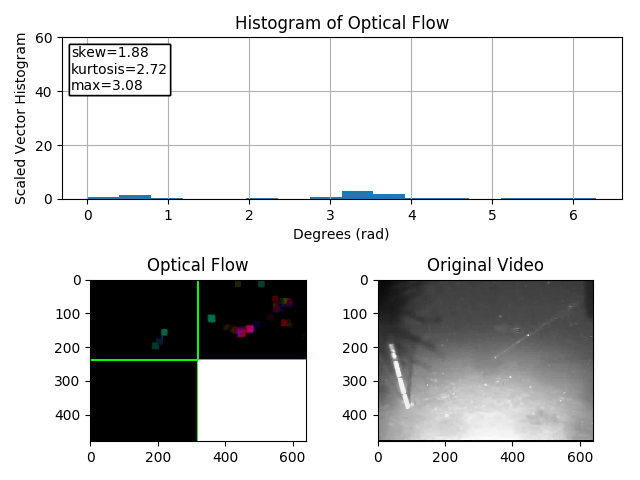 Histogram of Optical Flow
Scaled Vector Histogram
60
40
20
0
skew=1.88
kurtosis=2.72
max=3.08
0 1 2 3 4 5 6
Degrees (rad)
Optical Flow
0
100
200
300
400
0 200 400 600
Original Video
0
100
200
300
400
0 200 400 600